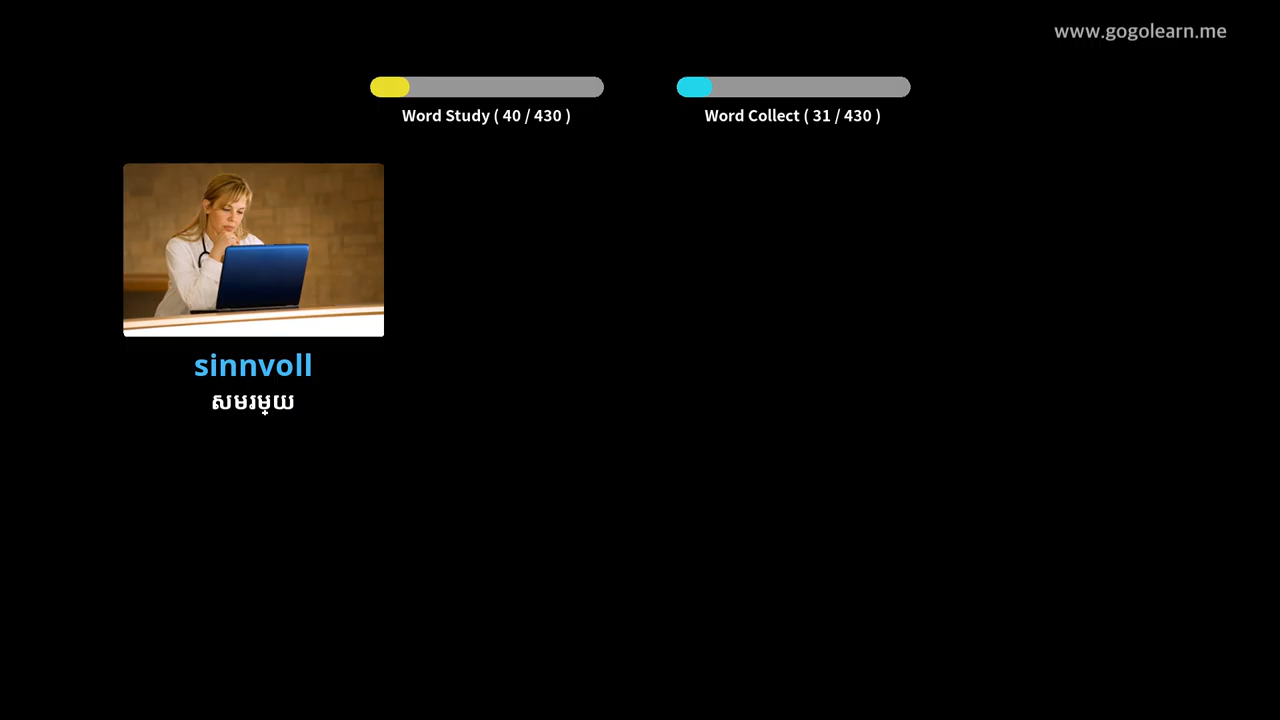 www.gogolearn.me
Word Study ( 40 / 430 )
Word Collect ( 31 / 430 )
sinnvoll
សមរម្យ